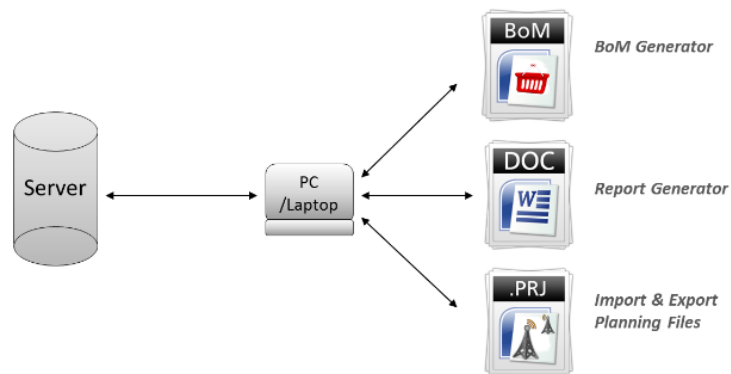 BoM
BoM Generator
Server
PC
/Laptop
DOC
W
Report Generator
.PRJ
Import & Export
Planning Files